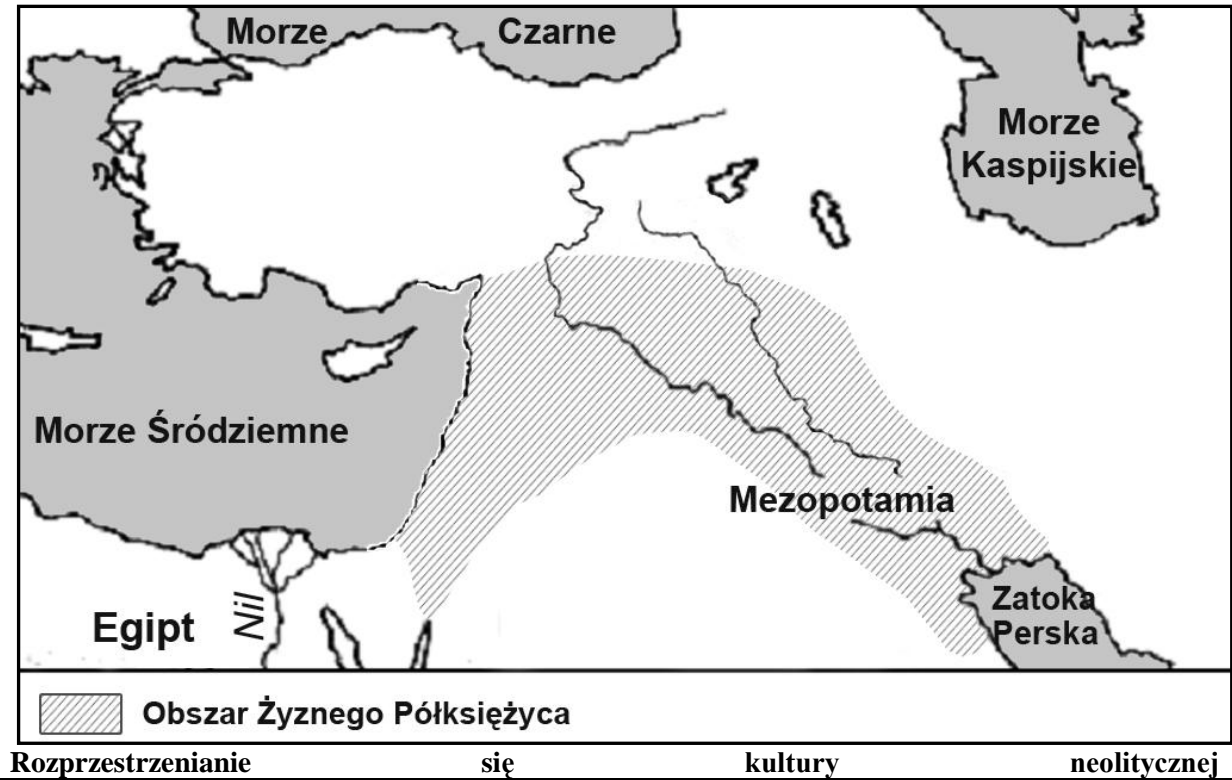 Morze Czarne
Morze
Kaspijskie
Morze Śródziemne
Mezopotamia
Egipt
Nil
Zatoka
Perska
Obszar Żyznego Półksiężyca
Rozprzestrzenianie się kultury neolitycznej